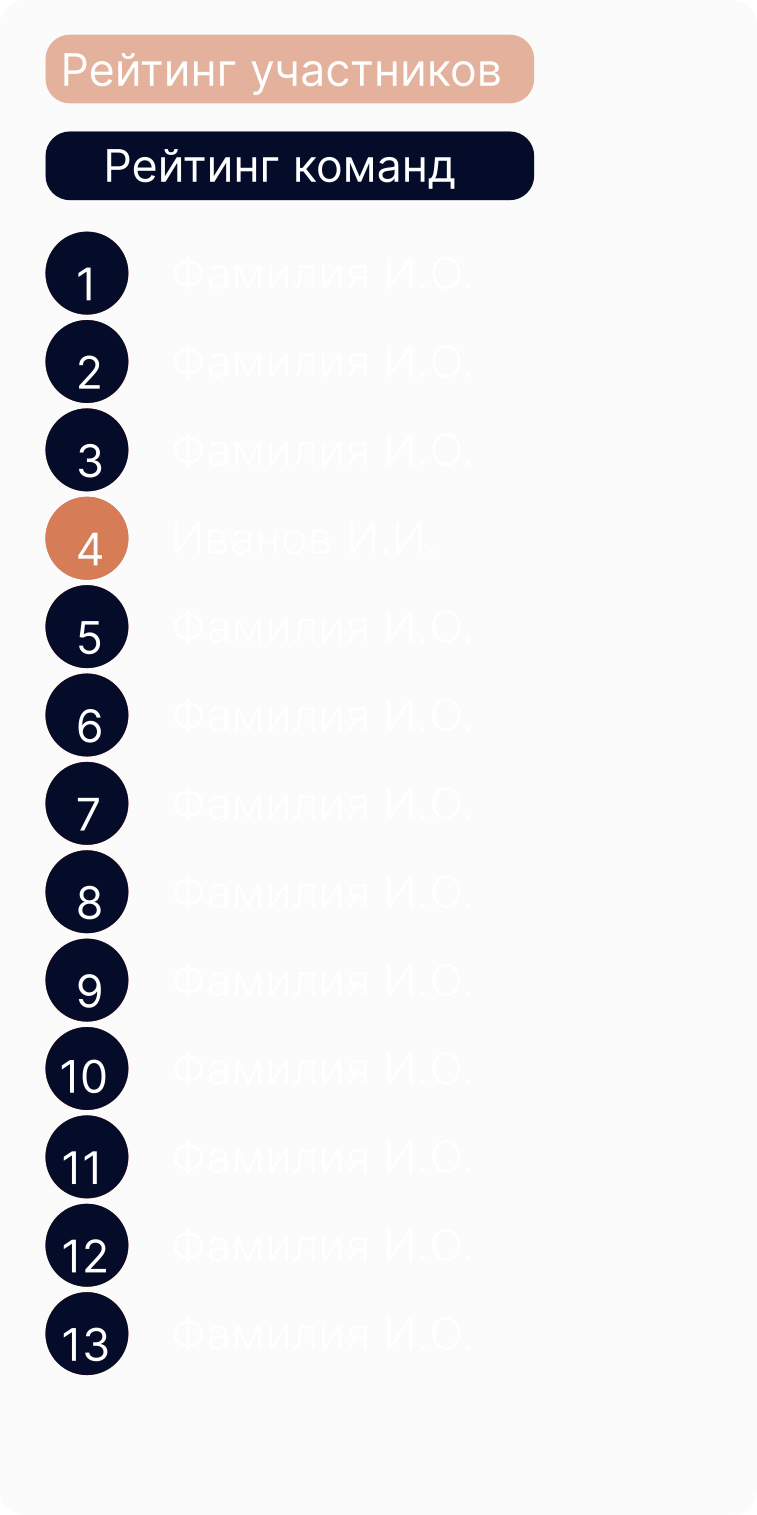 Рейтинг участников
Рейтинг команд
1 Фамилия И.О.
2 Фамилия И.О.
3 Фамилия И.О.
4 Иванов И.И.
5 Фамилия И.О.
6 Фамилия И.О.
7 Фамилия И.О.
8 Фамилия И.О.
9 Фамилия И.О.
10 Фамилия И.О.
11 Фамилия И.О.
12 Фамилия И.О.
13 Фамилия И.О.